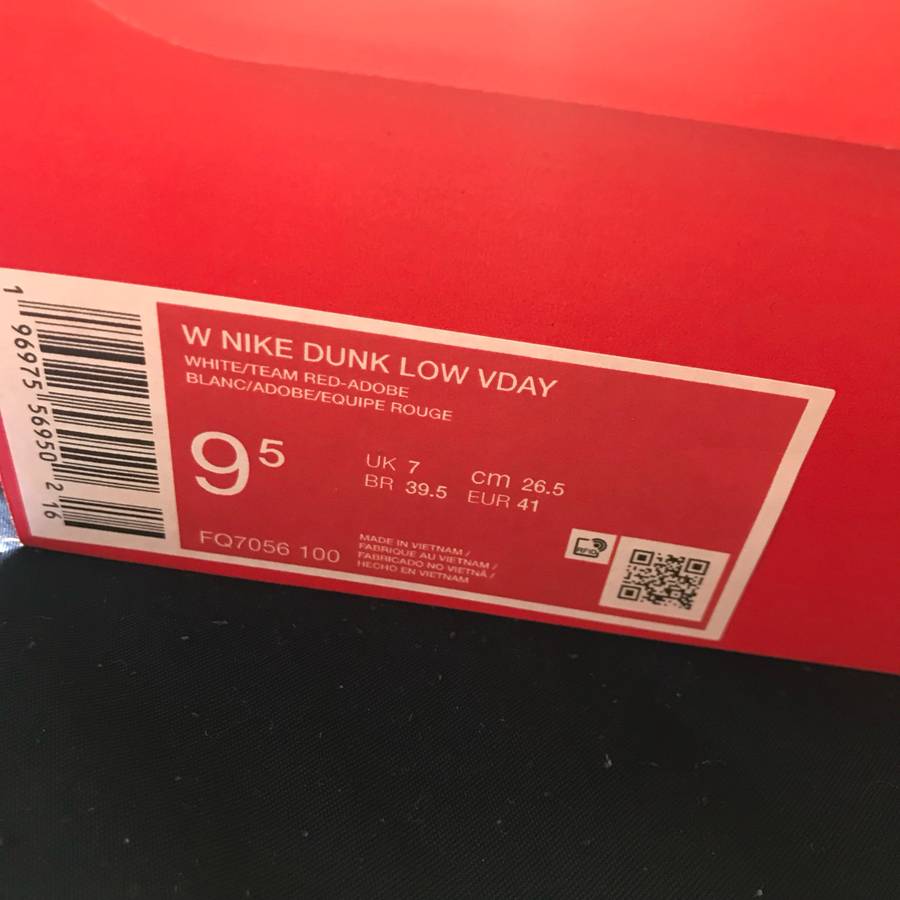 W NIKE DUNK LOW VDAY
WHITE/TEAM RED-ADOBE
BLANC/ADOBE/EQUIPE ROUGE
9 5
UK 7 cm 26.5
BR 39.5 EUR 41
FQ7056 100
MADE IN VIETNAM /
FABRIQUE AU VIETNAM /
FABRICADO NO VIETNÃ /
HECHO EN VIETNAM
RFID
1 96975 56950 2 16